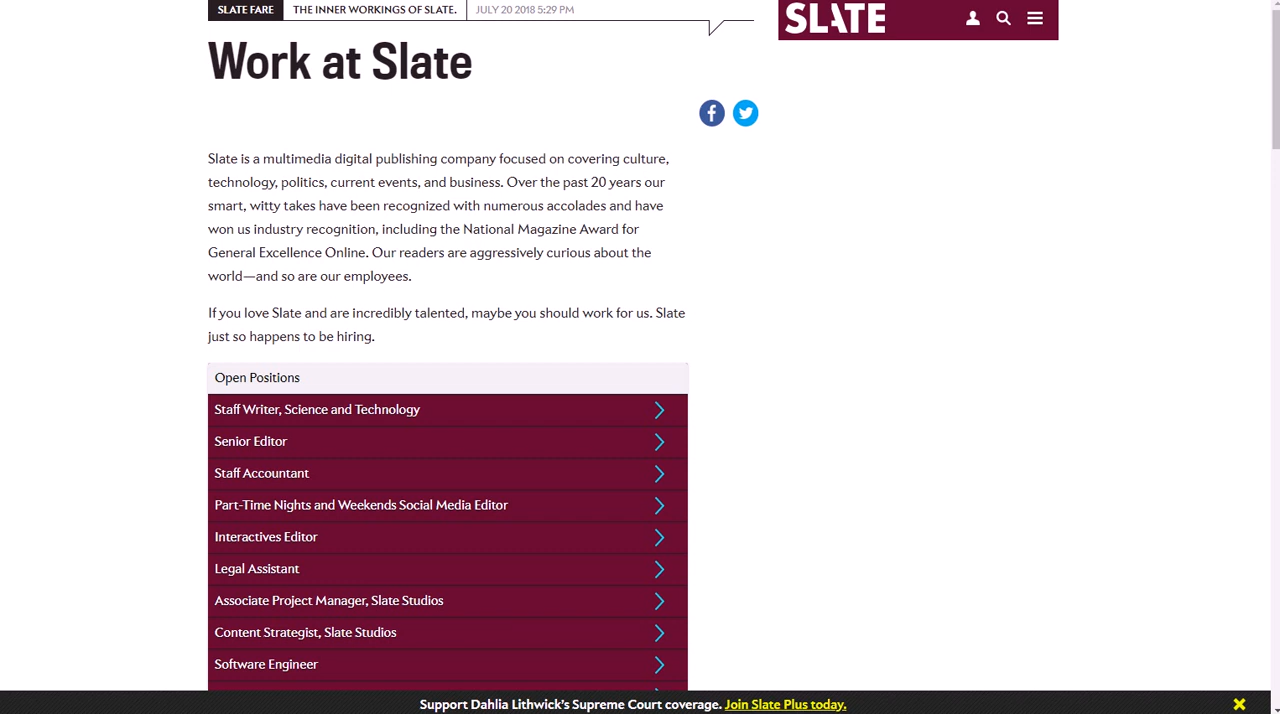 SLATE FARE THE INNER WORKINGS OF SLATE. JULY 20 2018 5:29 PM
SLATE
Work at Slate
Slate is a multimedia digital publishing company focused on covering culture,
technology, politics, current events, and business. Over the past 20 years our
smart, witty takes have been recognized with numerous accolades and have
won us industry recognition, including the National Magazine Award for
General Excellence Online. Our readers are aggressively curious about the
world—and so are our employees.
If you love Slate and are incredibly talented, maybe you should work for us. Slate
just so happens to be hiring.
Open Positions
Staff Writer, Science and Technology
Senior Editor
Staff Accountant
Part-Time Nights and Weekends Social Media Editor
Interactives Editor
Legal Assistant
Associate Project Manager, Slate Studios
Content Strategist, Slate Studios
Software Engineer
Support Dahlia Lithwick’s Supreme Court coverage. Join Slate Plus today.